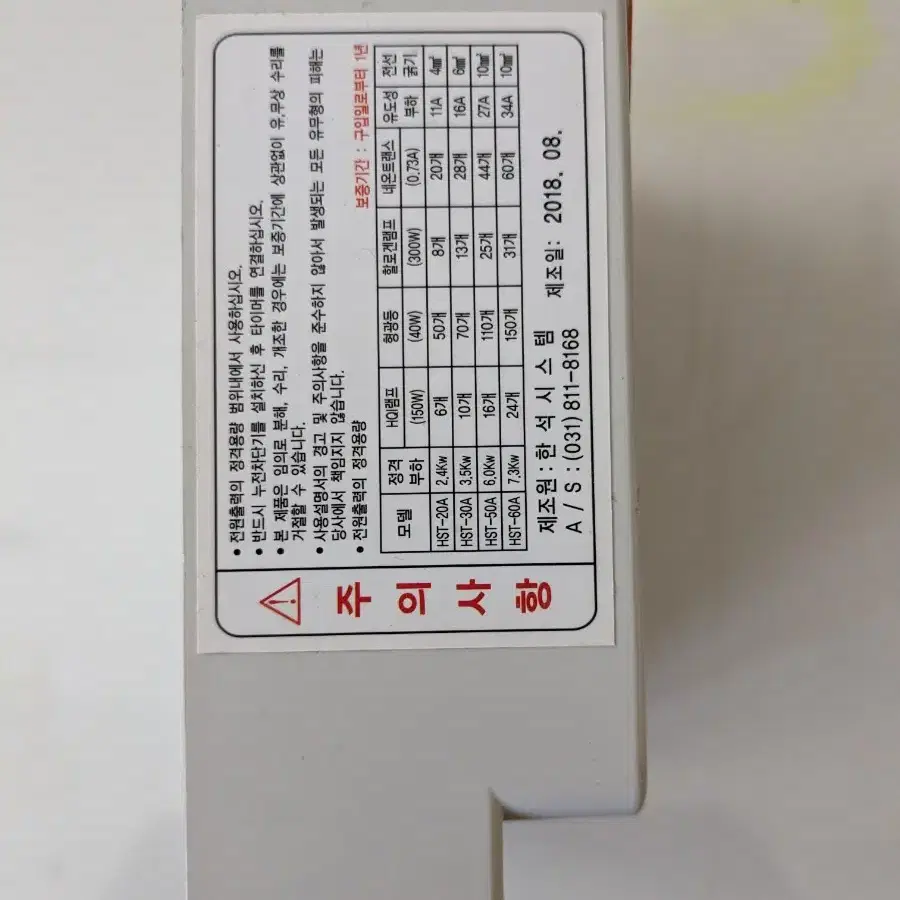 주의사항
• 전원출력의 정격용량 범위내에서 사용하십시오.
• 반드시 누전차단기를 설치하신 후 타이머를 연결하십시오.
• 본 제품은 임의로 분해, 수리, 개조한 경우에는 보증기간에 상관없이 유,무상 수리를
거절할 수 있습니다.
• 사용설명서의 경고 및 주의사항을 준수하지 않아서 발생되는 모든 유무형의 피해는
당사에서 책임지지 않습니다.
• 전원출력의 정격용량 보증기간 : 구입일로부터 1년
모델 정격부하 HQI램프(150W) 형광등(40W) 할로겐램프(300W) 네온트랜스(0.73A) 유도성부하 전선굵기
HST-20A 2,4Kw 6개 50개 8개 20개 11A 4㎟
HST-30A 3,5Kw 10개 70개 13개 28개 16A 6㎟
HST-50A 6,0Kw 16개 110개 25개 44개 27A 10㎟
HST-60A 7,3Kw 24개 150개 31개 60개 34A 10㎟
제조원 : 한 석 시 스 템 제조일: 2018. 08.
A / S : (031) 811-8168